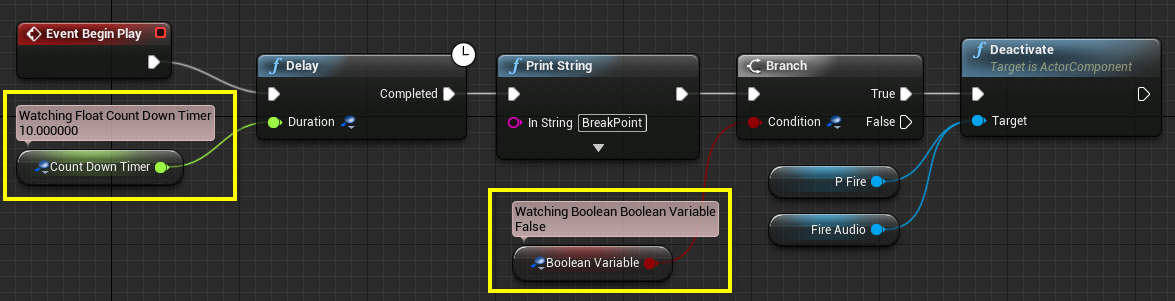 Event Begin Play
Watching Float Count Down Timer
10.000000
Count Down Timer
Delay
Completed
Duration
Print String
In String BreakPoint
Watching Boolean Boolean Variable
False
Boolean Variable
Branch
True
Condition
False
P Fire
Fire Audio
Deactivate
Target is ActorComponent
Target